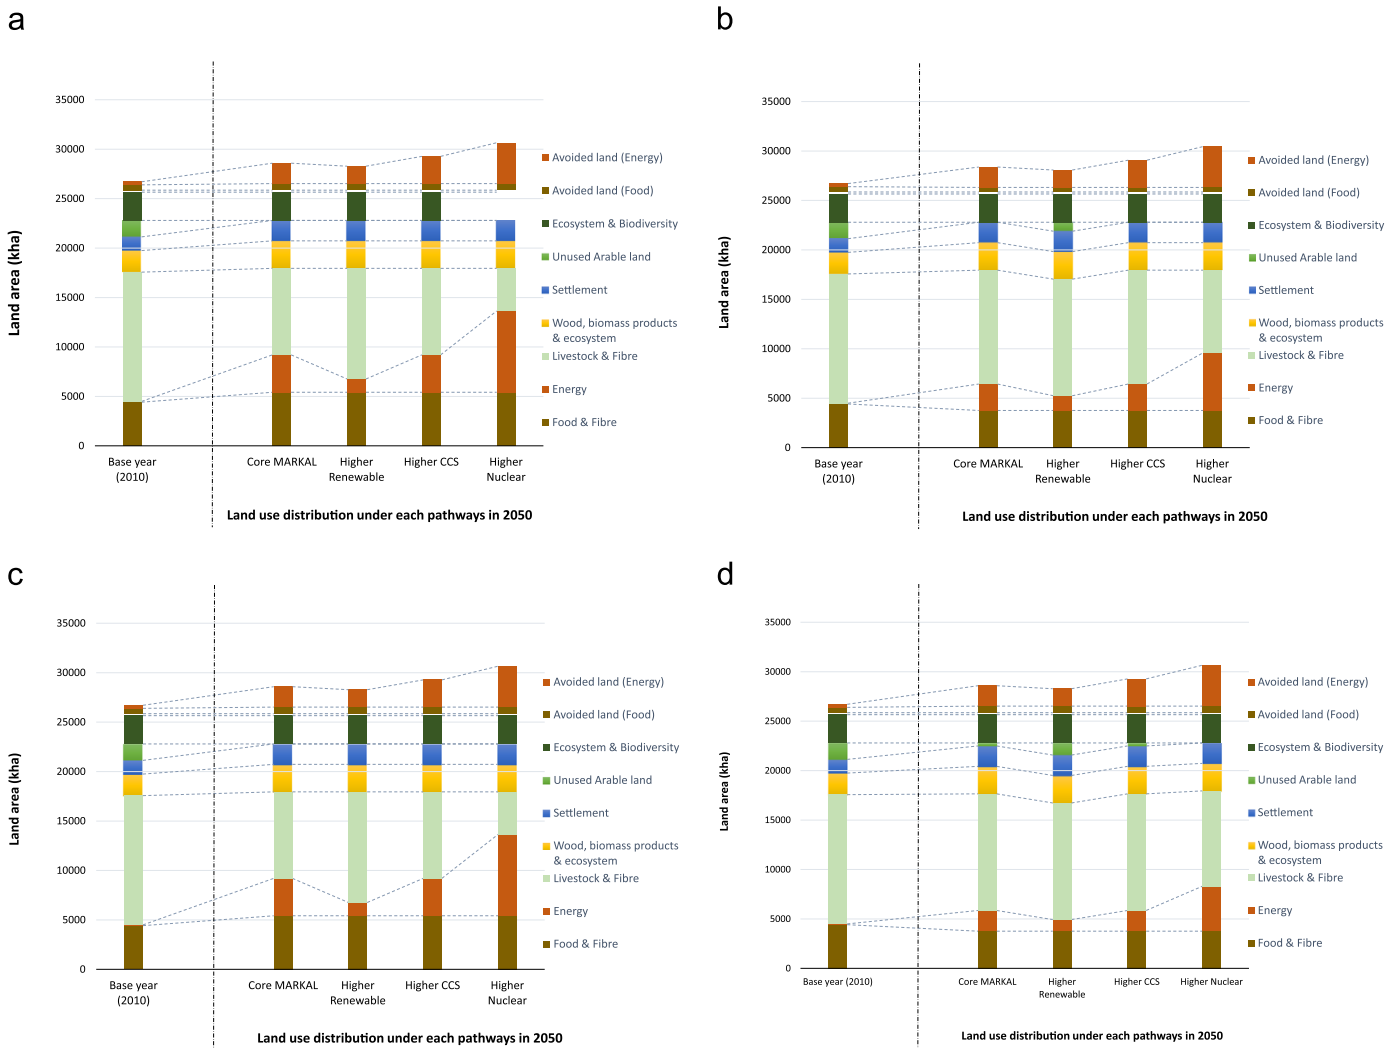 a
Land area (kha)
35000
30000
25000
20000
15000
10000
5000
0
Base year
(2010)
Core MARKAL
Higher
Renewable
Higher CCS
Higher
Nuclear
Land use distribution under each pathways in 2050
Avoided land (Energy)
Avoided land (Food)
Ecosystem & Biodiversity
Unused Arable land
Settlement
Wood, biomass products
& ecosystem
Livestock & Fibre
Energy
Food & Fibre
b
Land area (kha)
35000
30000
25000
20000
15000
10000
5000
0
Base year
(2010)
Core MARKAL
Higher
Renewable
Higher CCS
Higher
Nuclear
Land use distribution under each pathways in 2050
Avoided land (Energy)
Avoided land (Food)
Ecosystem & Biodiversity
Unused Arable land
Settlement
Wood, biomass products
& ecosystem
Livestock & Fibre
Energy
Food & Fibre
c
Land area (kha)
35000
30000
25000
20000
15000
10000
5000
0
Base year
(2010)
Core MARKAL
Higher
Renewable
Higher CCS
Higher
Nuclear
Land use distribution under each pathways in 2050
Avoided land (Energy)
Avoided land (Food)
Ecosystem & Biodiversity
Unused Arable land
Settlement
Wood, biomass products
& ecosystem
Livestock & Fibre
Energy
Food & Fibre
d
Land area (kha)
35000
30000
25000
20000
15000
10000
5000
0
Base year (2010)
Core MARKAL
Higher
Renewable
Higher CCS
Higher Nuclear
Land use distribution under each pathways in 2050
Avoided land (Energy)
Avoided land (Food)
Ecosystem & Biodiversity
Unused Arable land
Settlement
Wood, biomass products
& ecosystem
Livestock & Fibre
Energy
Food & Fibre